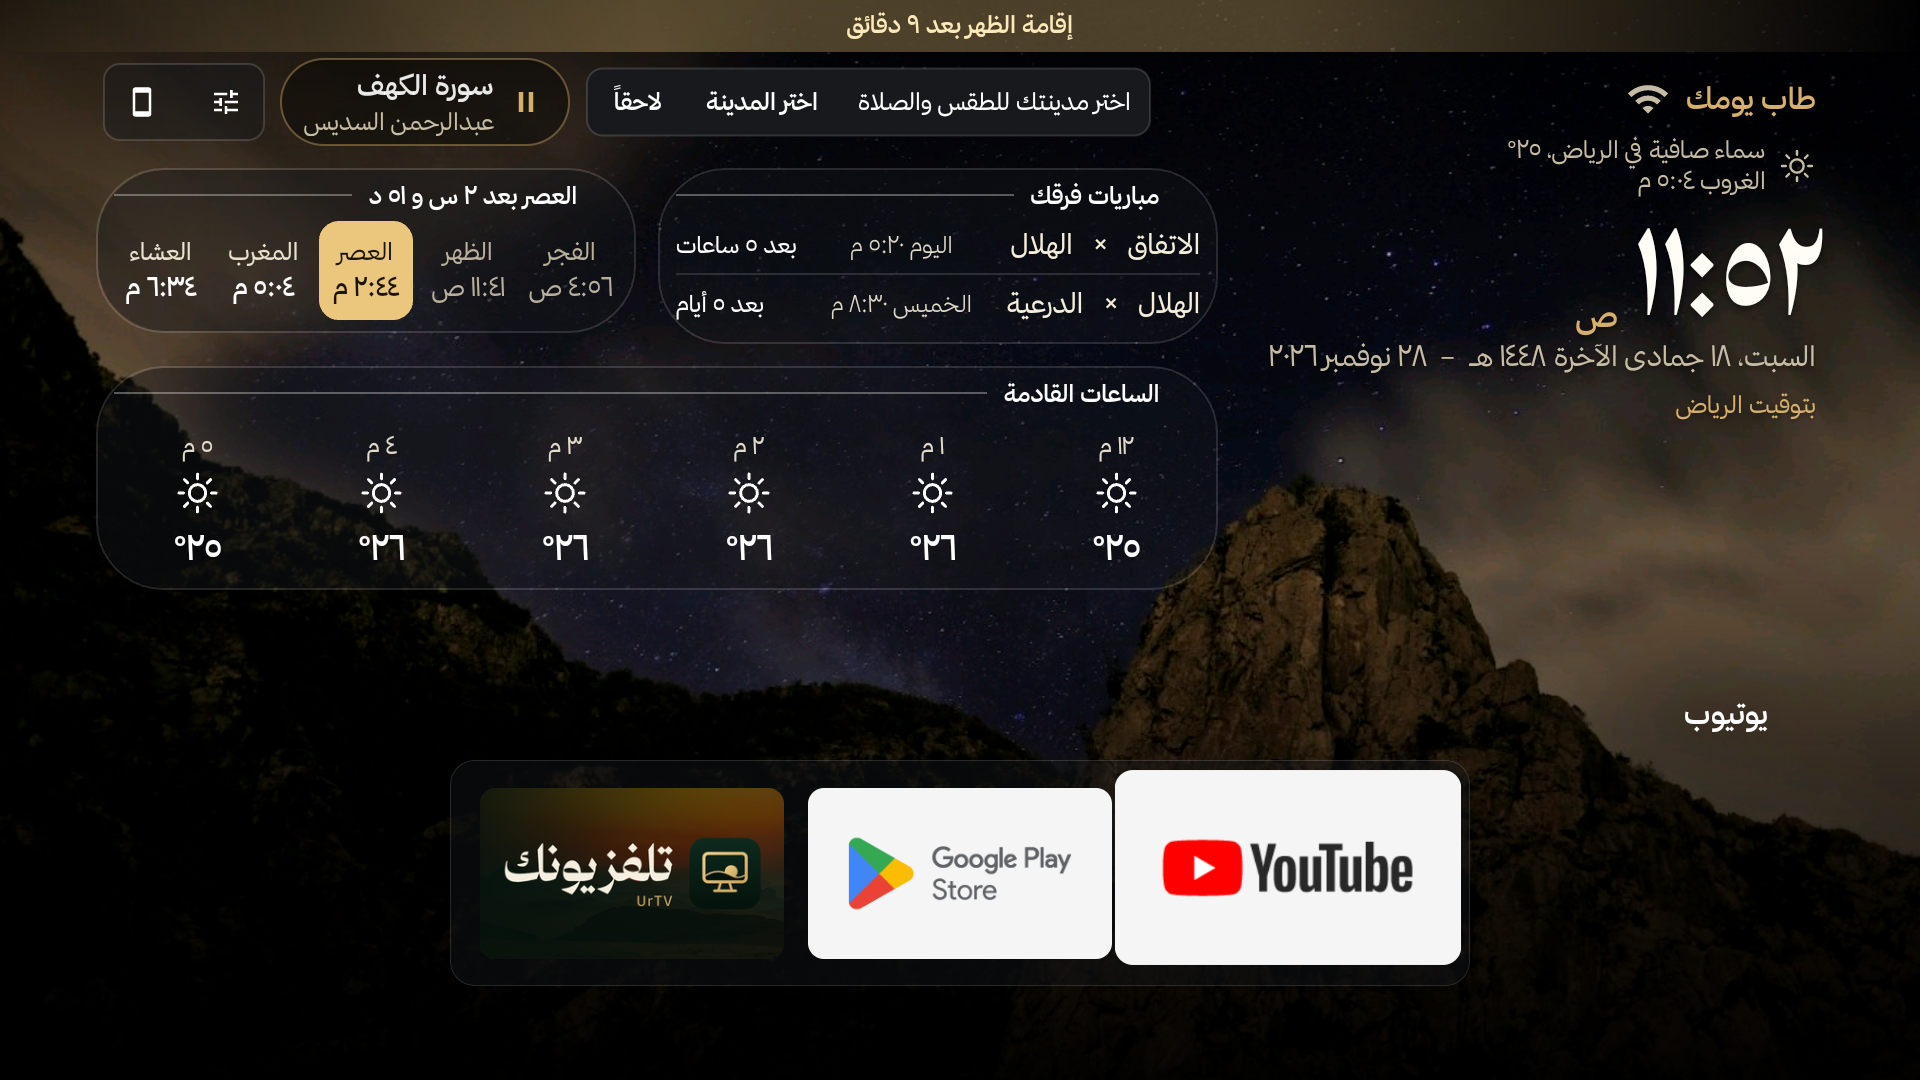 إقامة الظهر بعد ٩ دقائق
طاب يومك
سماء صافية في الرياض، ٢٥°
الغروب ٥:٠٤ م
١١:٥٢ ص
السبت، ١٨ جمادى الآخرة ١٤٤٨ هـ – ٢٨ نوفمبر ٢٠٢٦
بتوقيت الرياض
اختر مدينتك للطقس والصلاة اختر المدينة لاحقاً
سورة الكهف
عبدالرحمن السديس
مباريات فرقك
الاتفاق × الهلال اليوم ٥:٢٠ م بعد ٥ ساعات
الهلال × الدرعية الخميس ٨:٣٠ م بعد ٥ أيام
العصر بعد ٢ س و ٥١ د
الفجر الظهر العصر المغرب العشاء
٤:٥٦ ص ١١:٤١ ص ٢:٤٤ م ٥:٠٤ م ٦:٣٤ م
الساعات القادمة
١٢ م ١ م ٢ م ٣ م ٤ م ٥ م
٢٥° ٢٦° ٢٦° ٢٦° ٢٦° ٢٥°
يوتيوب
YouTube
Google Play
Store
تلفزيونك
UrTV